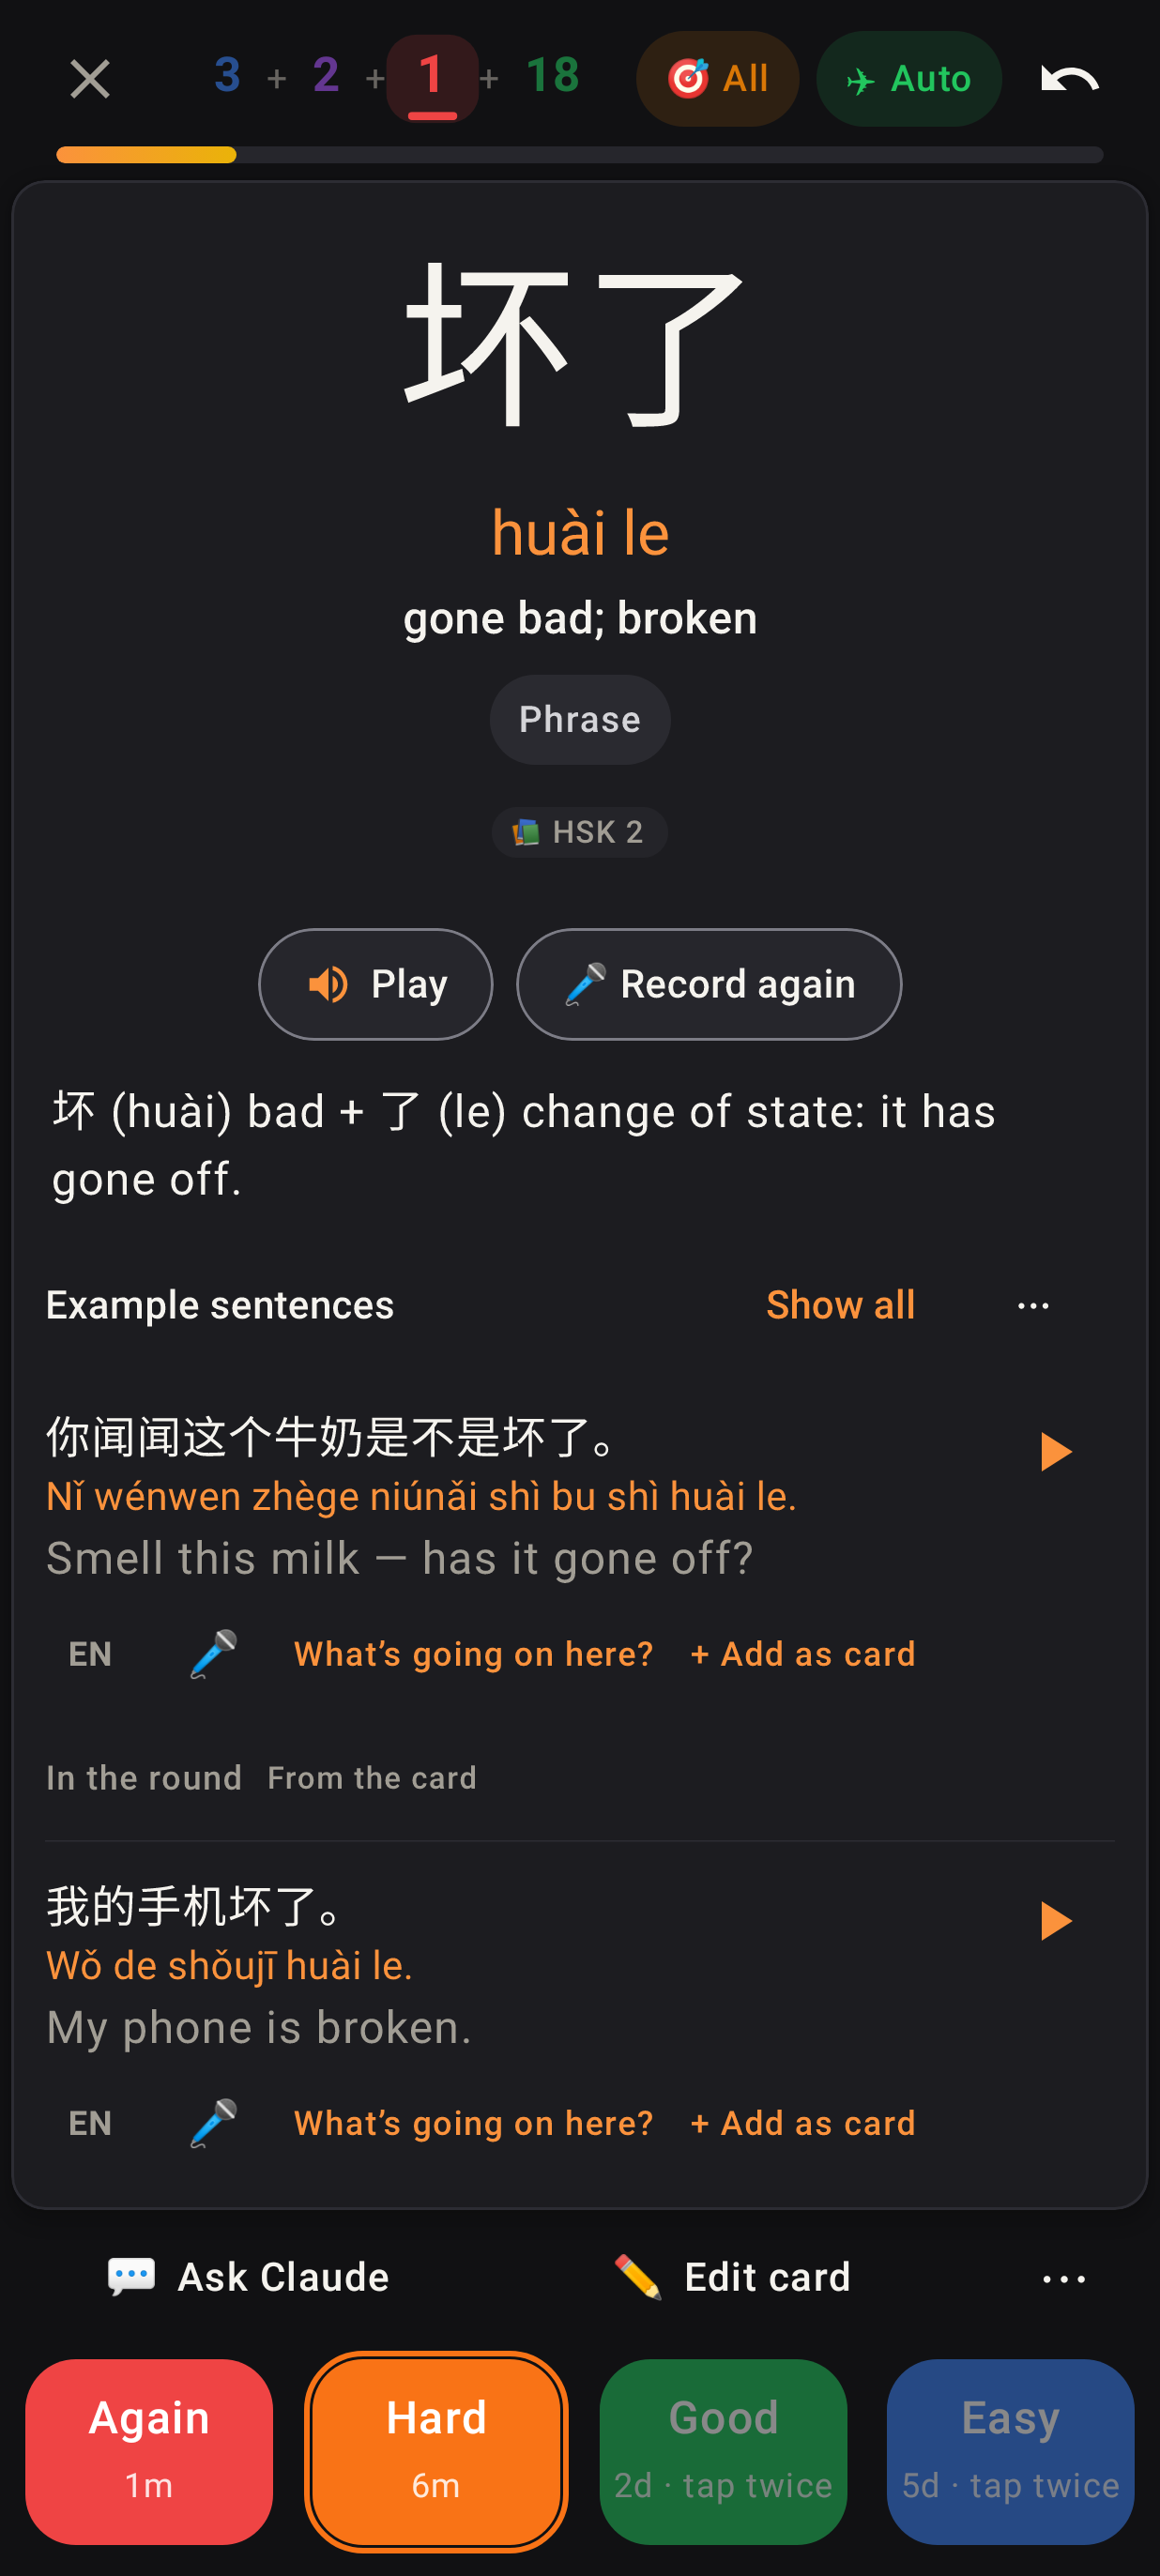 3 + 2 + 1 + 18
All
Auto
坏了
huài le
gone bad; broken
Phrase
HSK 2
Play
Record again
坏 (huài) bad + 了 (le) change of state: it has
gone off.
Example sentences
Show all
...
你闻闻这个牛奶是不是坏了。
Nǐ wénwen zhège niúnǎi shì bu shì huài le.
Smell this milk — has it gone off?
EN
What’s going on here?
+ Add as card
In the round
From the card
我的手机坏了。
Wǒ de shǒujī huài le.
My phone is broken.
EN
What’s going on here?
+ Add as card
Ask Claude
Edit card
...
Again
1m
Hard
6m
Good
2d · tap twice
Easy
5d · tap twice